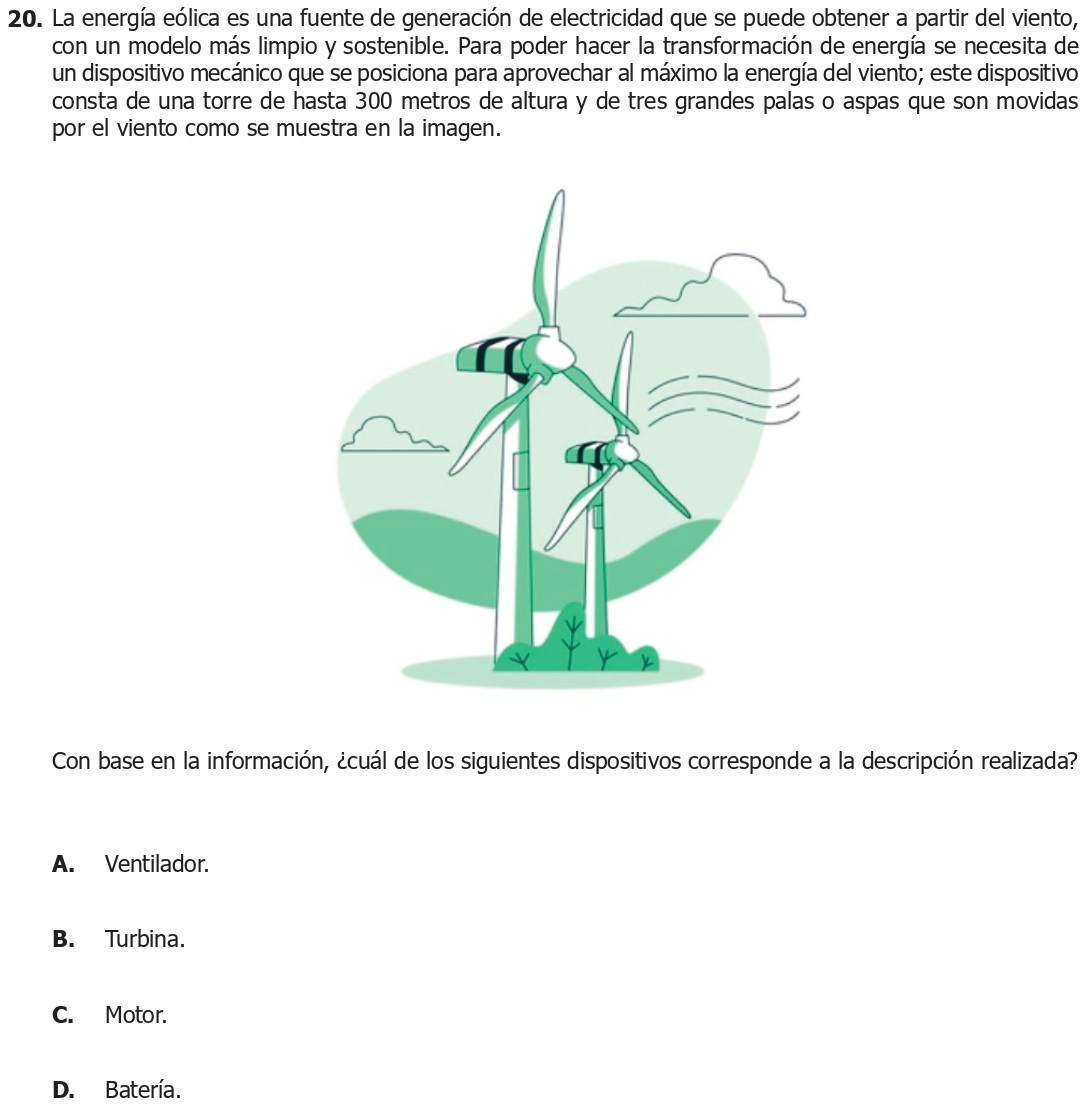 20. La energía eólica es una fuente de generación de electricidad que se puede obtener a partir del viento,
con un modelo más limpio y sostenible. Para poder hacer la transformación de energía se necesita de
un dispositivo mecánico que se posiciona para aprovechar al máximo la energía del viento; este dispositivo
consta de una torre de hasta 300 metros de altura y de tres grandes palas o aspas que son movidas
por el viento como se muestra en la imagen.
Con base en la información, ¿cuál de los siguientes dispositivos corresponde a la descripción realizada?
A. Ventilador.
B. Turbina.
C. Motor.
D. Batería.